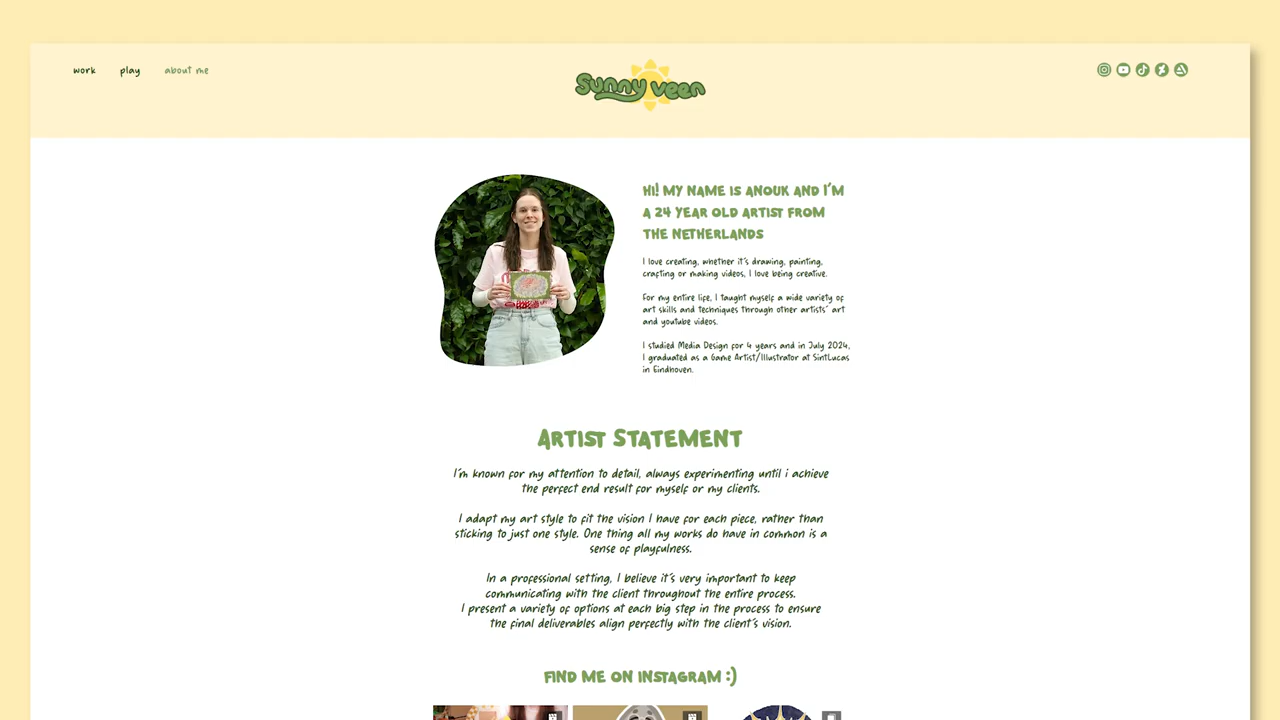 work play about me
Sunny veen
HI! MY NAME IS ANOUK AND I'M
A 24 YEAR OLD ARTIST FROM
THE NETHERLANDS
I love creating, whether it's drawing, painting,
crafting or making videos, I love being creative.
For my entire life, I taught myself a wide variety of
art skills and techniques through other artists' art
and youtube videos.
I studied Media Design for 4 years and in July 2024,
I graduated as a Game Artist/Illustrator at SintLucas
in Eindhoven.
ARTIST STATEMENT
I'm known for my attention to detail, always experimenting until i achieve
the perfect end result for myself or my clients.
I adapt my art style to fit the vision I have for each piece, rather than
sticking to just one style. One thing all my works do have in common is a
sense of playfulness.
In a professional setting, I believe it's very important to keep
communicating with the client throughout the entire process.
I present a variety of options at each big step in the process to ensure
the final deliverables align perfectly with the client's vision.
FIND ME ON INSTAGRAM :)